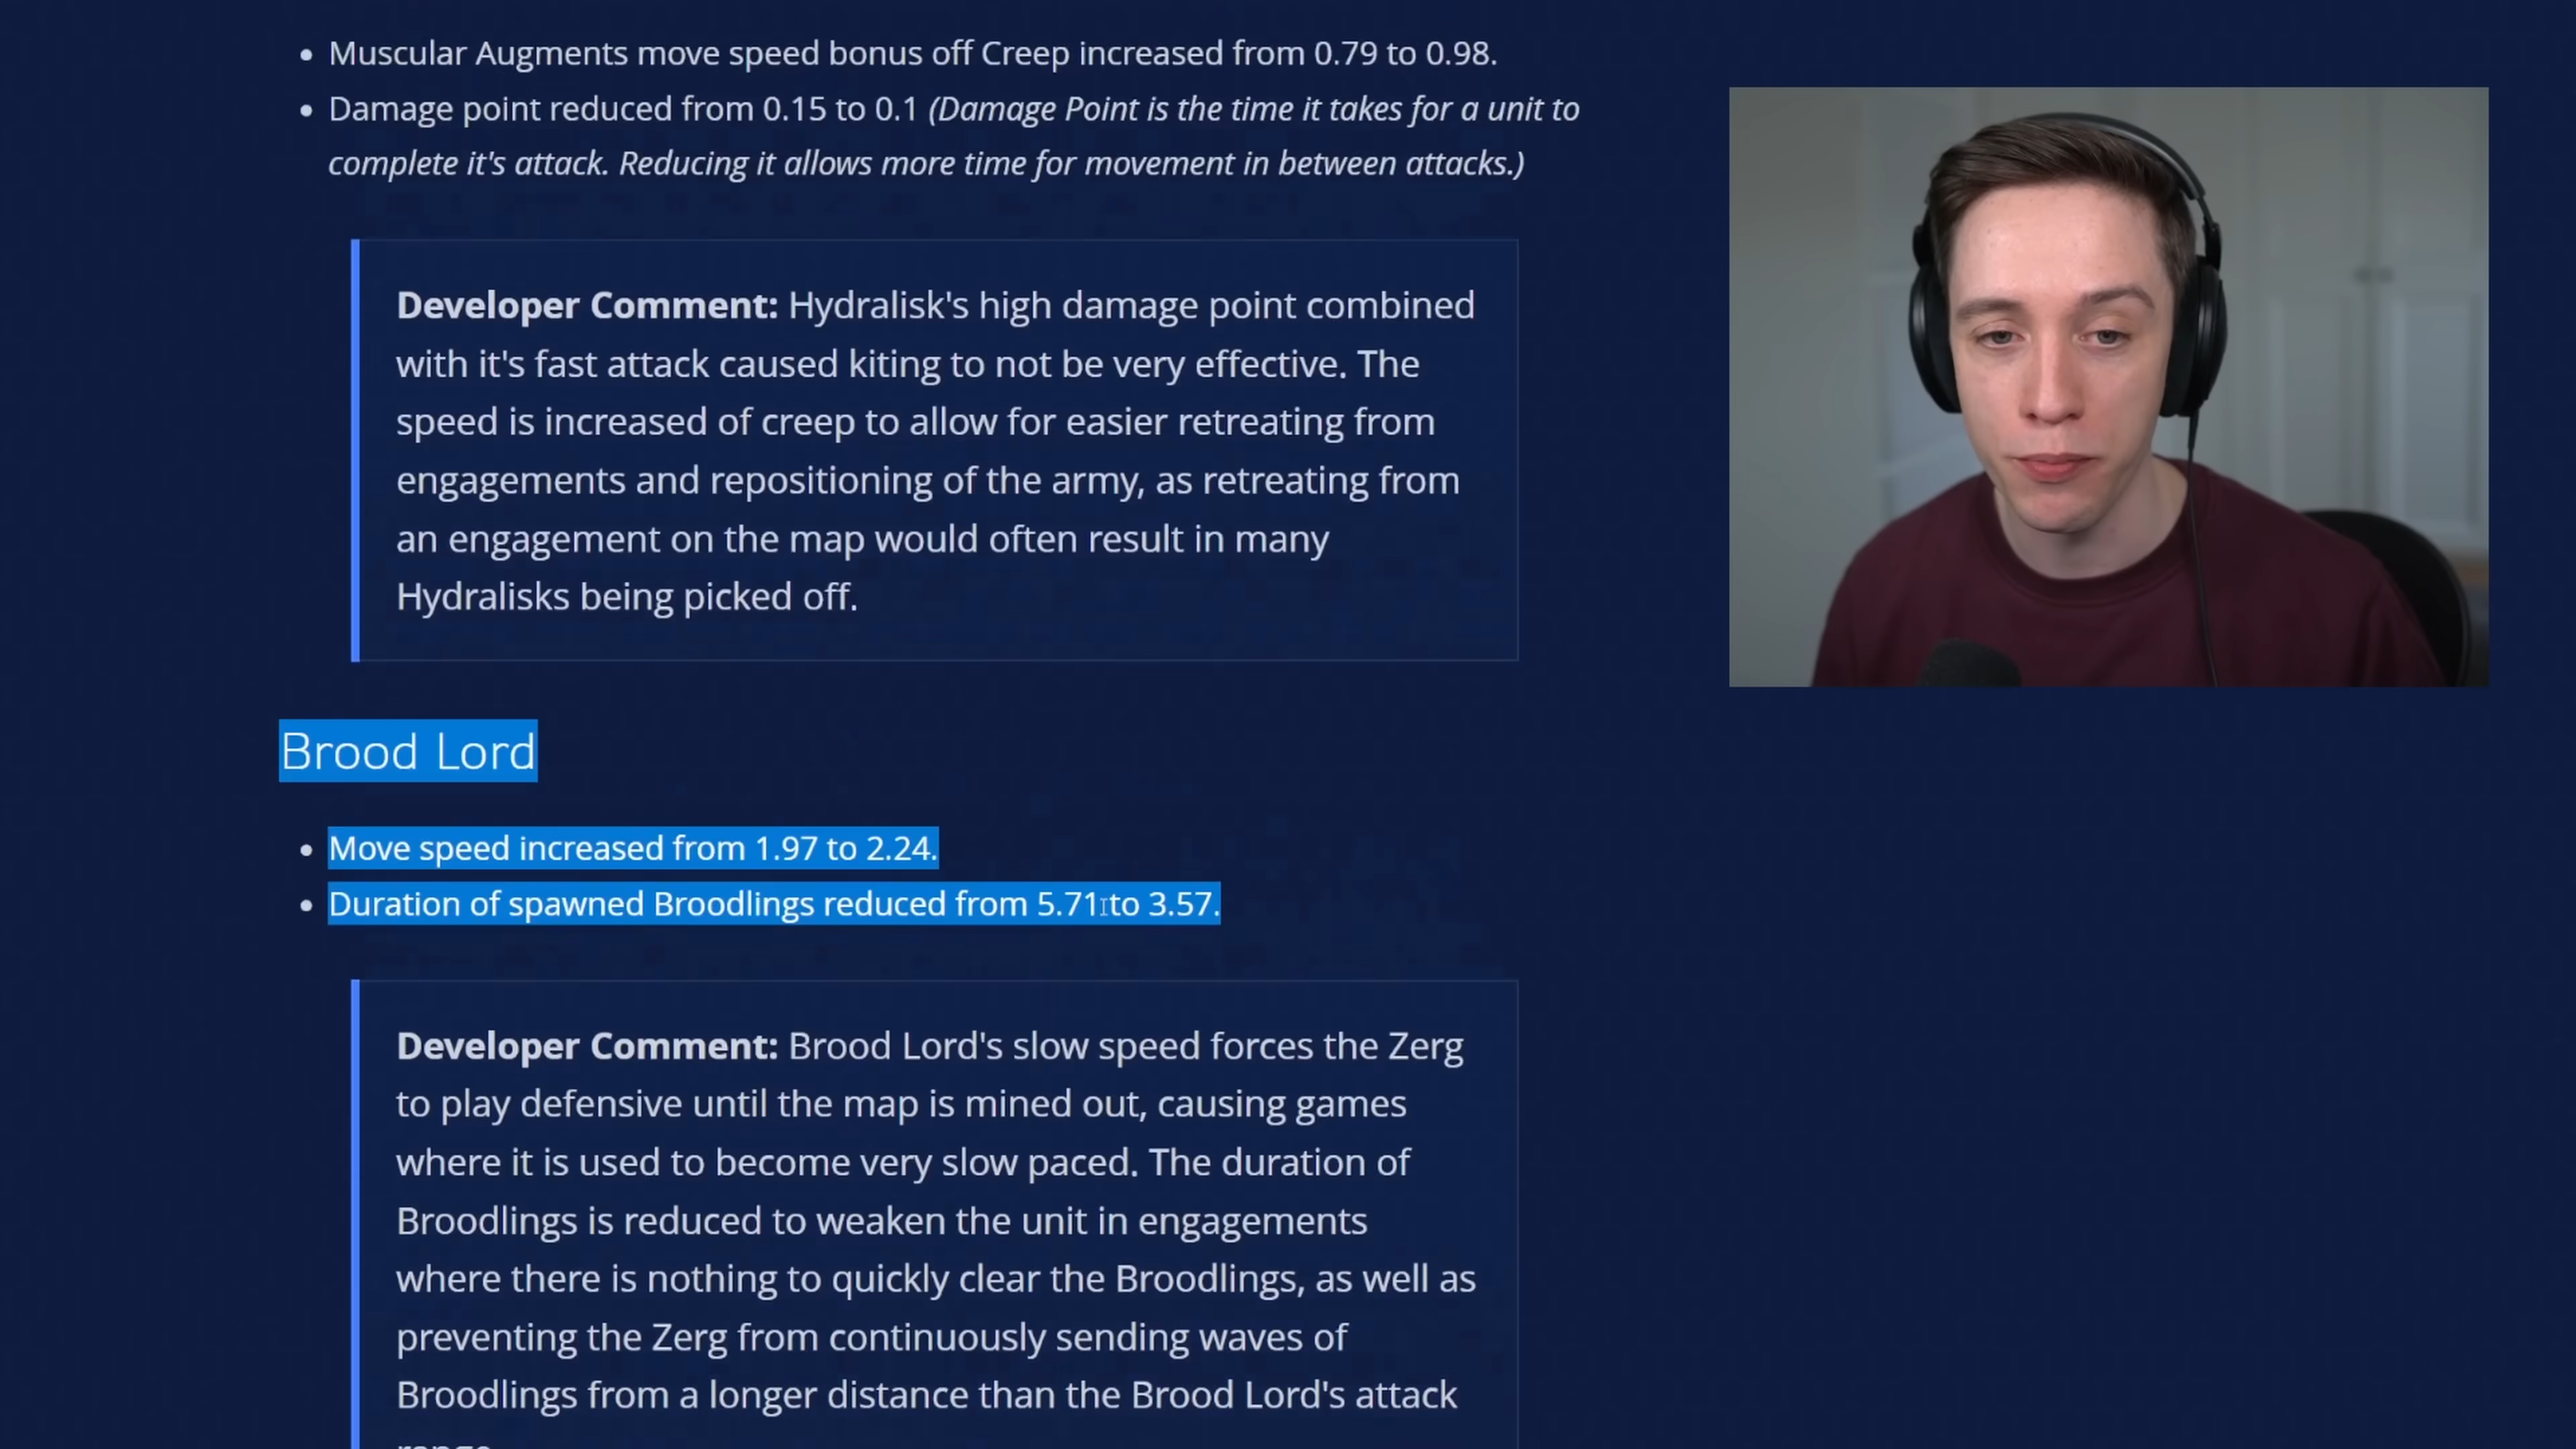 Muscular Augments move speed bonus off Creep increased from 0.79 to 0.98.
Damage point reduced from 0.15 to 0.1 (Damage Point is the time it takes for a unit to
complete it's attack. Reducing it allows more time for movement in between attacks.)
Developer Comment: Hydralisk's high damage point combined
with it's fast attack caused kiting to not be very effective. The
speed is increased of creep to allow for easier retreating from
engagements and repositioning of the army, as retreating from
an engagement on the map would often result in many
Hydralisks being picked off.
Brood Lord
Move speed increased from 1.97 to 2.24.
Duration of spawned Broodlings reduced from 5.71 to 3.57.
Developer Comment: Brood Lord's slow speed forces the Zerg
to play defensive until the map is mined out, causing games
where it is used to become very slow paced. The duration of
Broodlings is reduced to weaken the unit in engagements
where there is nothing to quickly clear the Broodlings, as well as
preventing the Zerg from continuously sending waves of
Broodlings from a longer distance than the Brood Lord's attack